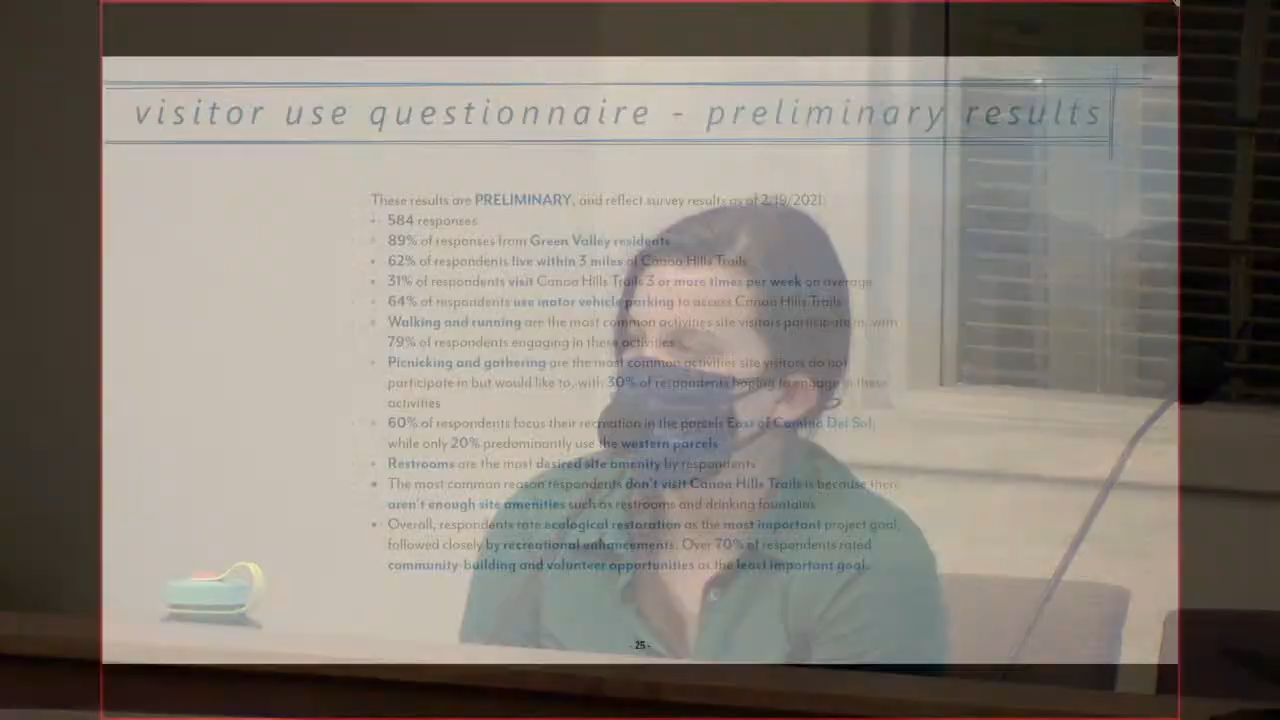 visitor use questionnaire - preliminary results
These results are PRELIMINARY, and reflect survey results as of 2/19/2021.
• 584 responses
• 89% of responses from Green Valley residents
• 62% of respondents live within 3 miles of Canoa Hills Trails
• 31% of respondents visit Canoa Hills Trails 3 or more times per week on average
• 64% of respondents use motor vehicle parking to access Canoa Hills Trails
• Walking and running are the most common activities site visitors participate in, with
79% of respondents engaging in these activities
• Picnicking and gathering are the most common activities site visitors do not
participate in but would like to, with 30% of respondents hoping to engage in these
activities
• 60% of respondents focus their recreation in the parcels East of Camino Del Sol,
while only 20% predominantly use the western parcels
• Restrooms are the most desired site amenity by respondents
• The most common reason respondents don't visit Canoa Hills Trails is because there
aren't enough site amenities such as restrooms and drinking fountains
• Overall, respondents rate ecological restoration as the most important project goal,
followed closely by recreational enhancements. Over 70% of respondents rated
community-building and volunteer opportunities as the least important goal.
- 25 -